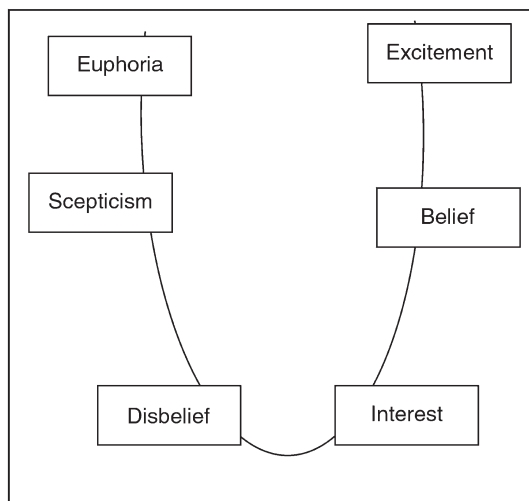 Euphoria
Excitement
Scepticism
Belief
Disbelief
Interest